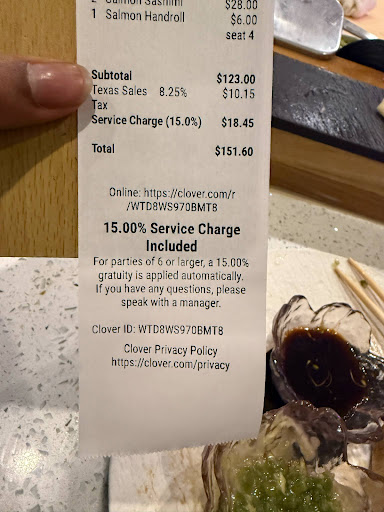 2 Salmon Sashimi $28.00
1 Salmon Handroll $6.00
seat 4
Subtotal $123.00
Texas Sales 8.25% $10.15
Tax
Service Charge (15.0%) $18.45
Total $151.60
Online: https://clover.com/r
/WTD8WS970BMT8
15.00% Service Charge
Included
For parties of 6 or larger, a 15.00%
gratuity is applied automatically.
If you have any questions, please
speak with a manager.
Clover ID: WTD8WS970BMT8
Clover Privacy Policy
https://clover.com/privacy